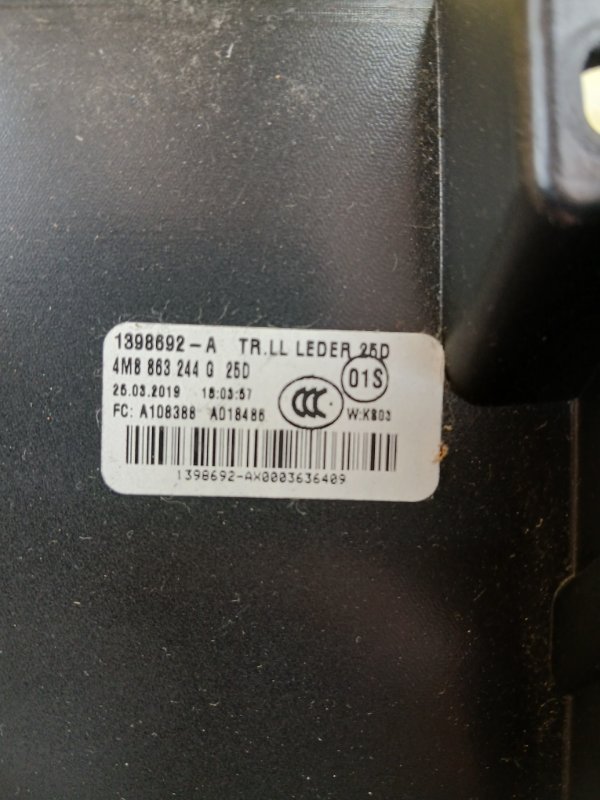 1398692-A TR.LL LEDER 25D
4M8 863 244 G 25D
01S
25.03.2019 15:03:57
CCC
FC: A108388 A018486 W:K803
1398692-AX0003636409